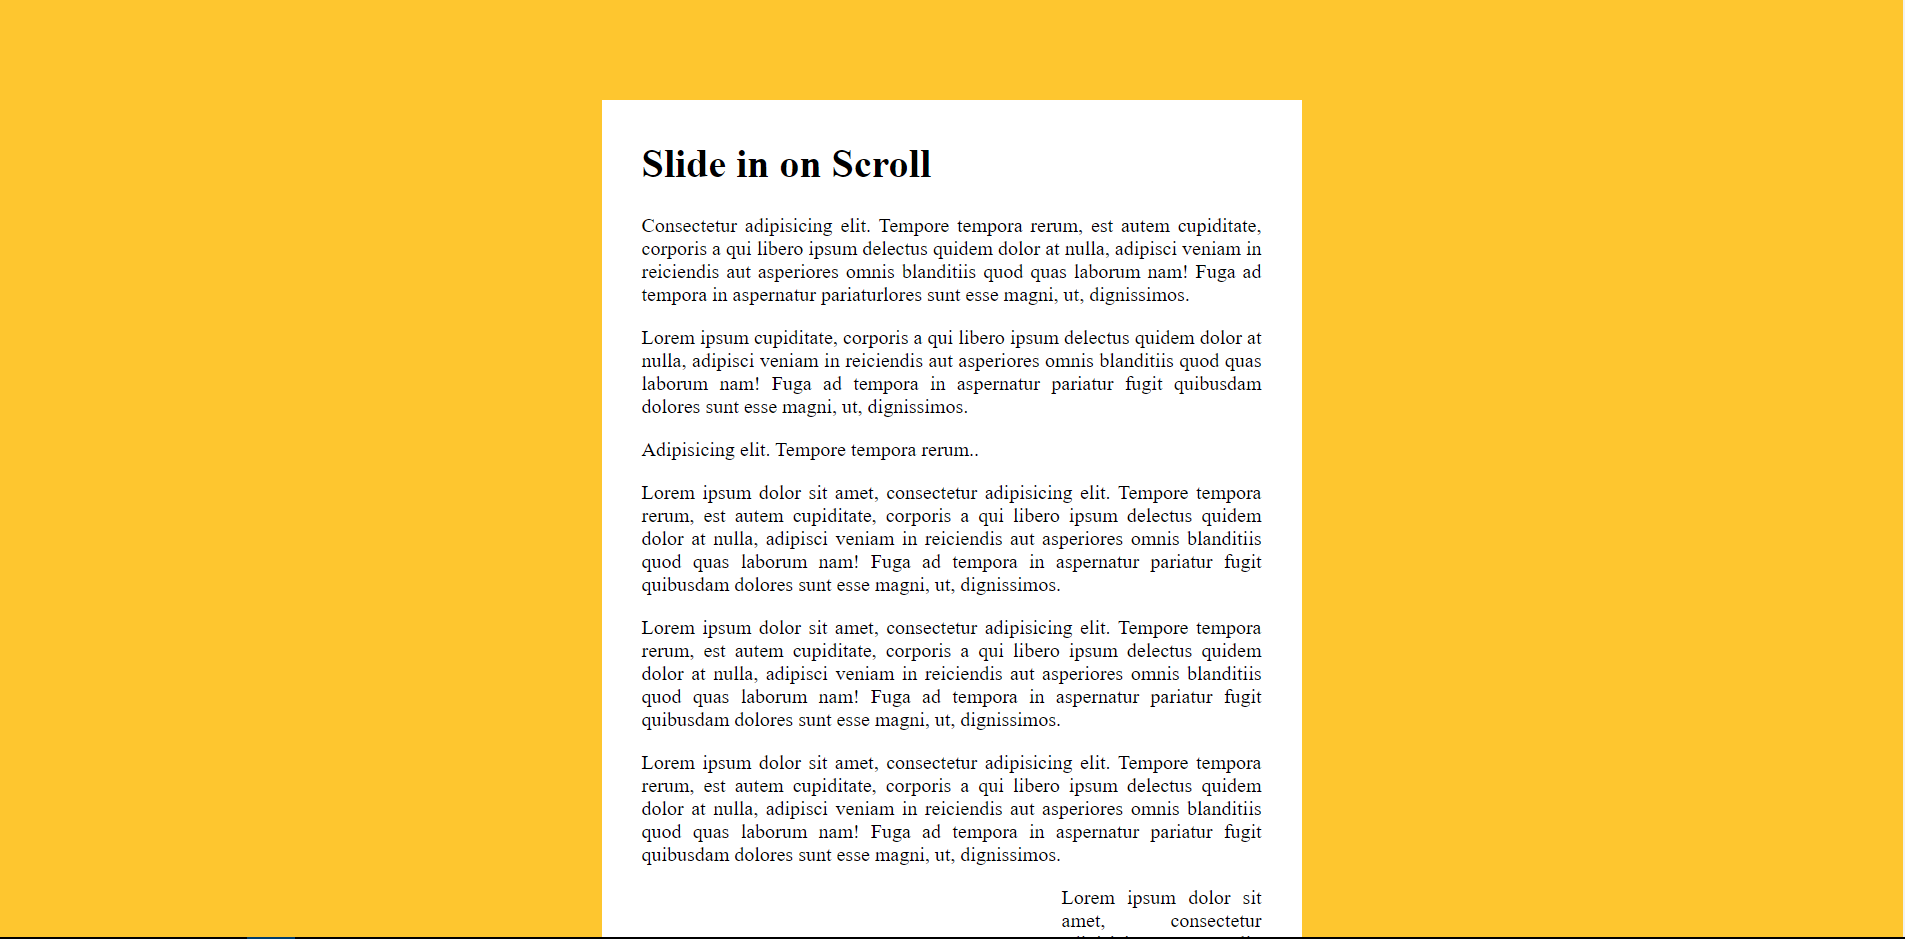 Slide in on Scroll
Consectetur adipisicing elit. Tempore tempora rerum, est autem cupiditate,
corporis a qui libero ipsum delectus quidem dolor at nulla, adipisci veniam in
reiciendis aut asperiores omnis blanditiis quod quas laborum nam! Fuga ad
tempora in aspernatur pariaturlores sunt esse magni, ut, dignissimos.
Lorem ipsum cupiditate, corporis a qui libero ipsum delectus quidem dolor at
nulla, adipisci veniam in reiciendis aut asperiores omnis blanditiis quod quas
laborum nam! Fuga ad tempora in aspernatur pariatur fugit quibusdam
dolores sunt esse magni, ut, dignissimos.
Adipisicing elit. Tempore tempora rerum..
Lorem ipsum dolor sit amet, consectetur adipisicing elit. Tempore tempora
rerum, est autem cupiditate, corporis a qui libero ipsum delectus quidem
dolor at nulla, adipisci veniam in reiciendis aut asperiores omnis blanditiis
quod quas laborum nam! Fuga ad tempora in aspernatur pariatur fugit
quibusdam dolores sunt esse magni, ut, dignissimos.
Lorem ipsum dolor sit amet, consectetur adipisicing elit. Tempore tempora
rerum, est autem cupiditate, corporis a qui libero ipsum delectus quidem
dolor at nulla, adipisci veniam in reiciendis aut asperiores omnis blanditiis
quod quas laborum nam! Fuga ad tempora in aspernatur pariatur fugit
quibusdam dolores sunt esse magni, ut, dignissimos.
Lorem ipsum dolor sit amet, consectetur adipisicing elit. Tempore tempora
rerum, est autem cupiditate, corporis a qui libero ipsum delectus quidem
dolor at nulla, adipisci veniam in reiciendis aut asperiores omnis blanditiis
quod quas laborum nam! Fuga ad tempora in aspernatur pariatur fugit
quibusdam dolores sunt esse magni, ut, dignissimos.
Lorem ipsum dolor sit
amet, consectetur